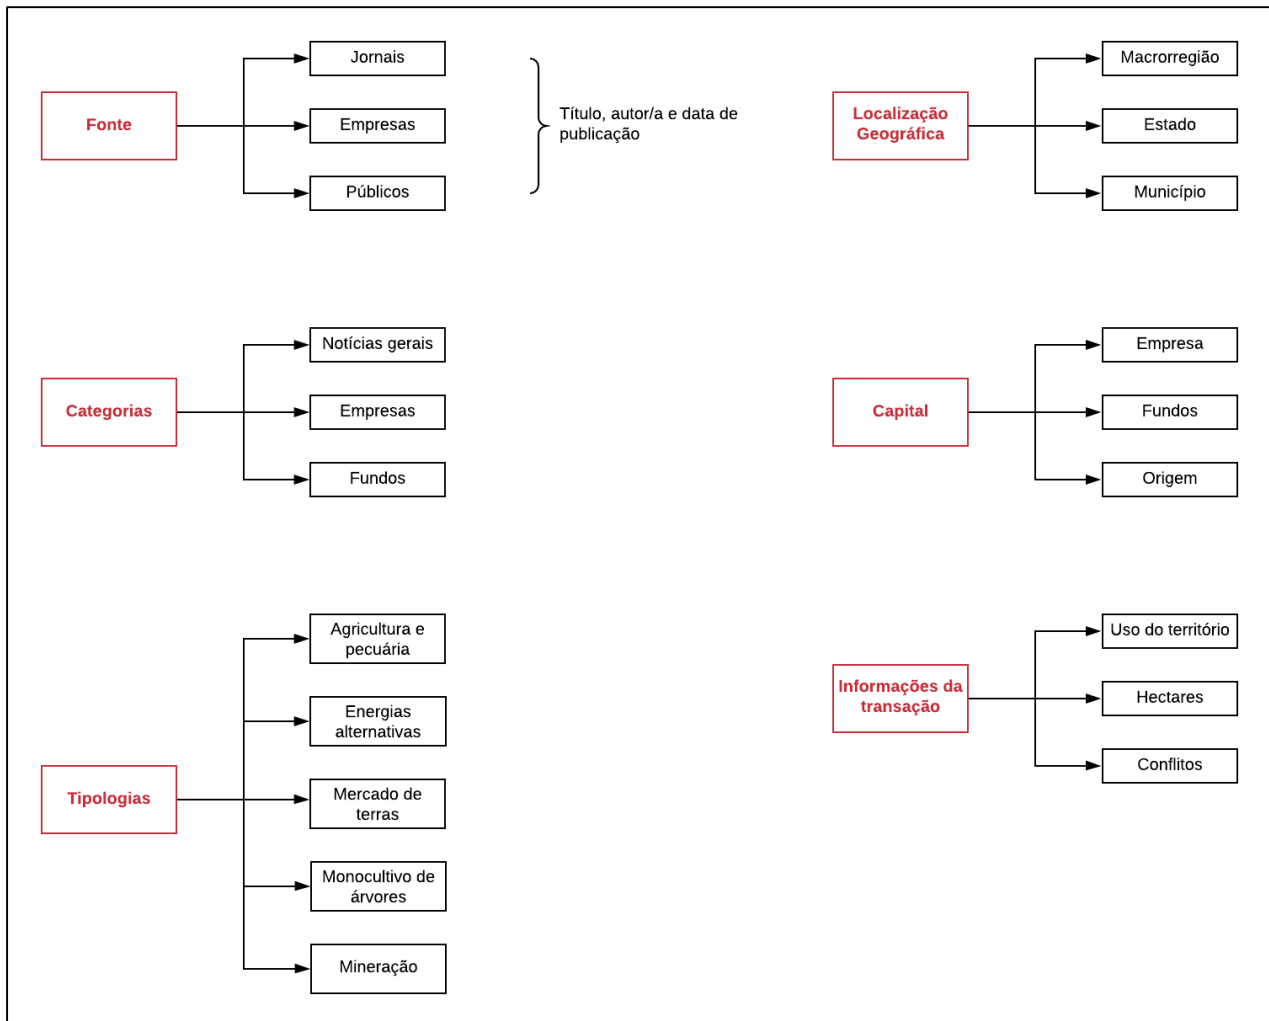 Fonte
Jornais
Empresas
Públicos
Título, autor/a e data de
publicação
Localização
Geográfica
Macrorregião
Estado
Município
Categorias
Notícias gerais
Empresas
Fundos
Capital
Empresa
Fundos
Origem
Tipologias
Agricultura e
pecuária
Energias
alternativas
Mercado de
terras
Monocultivo de
árvores
Mineração
Informações da
transação
Uso do território
Hectares
Conflitos